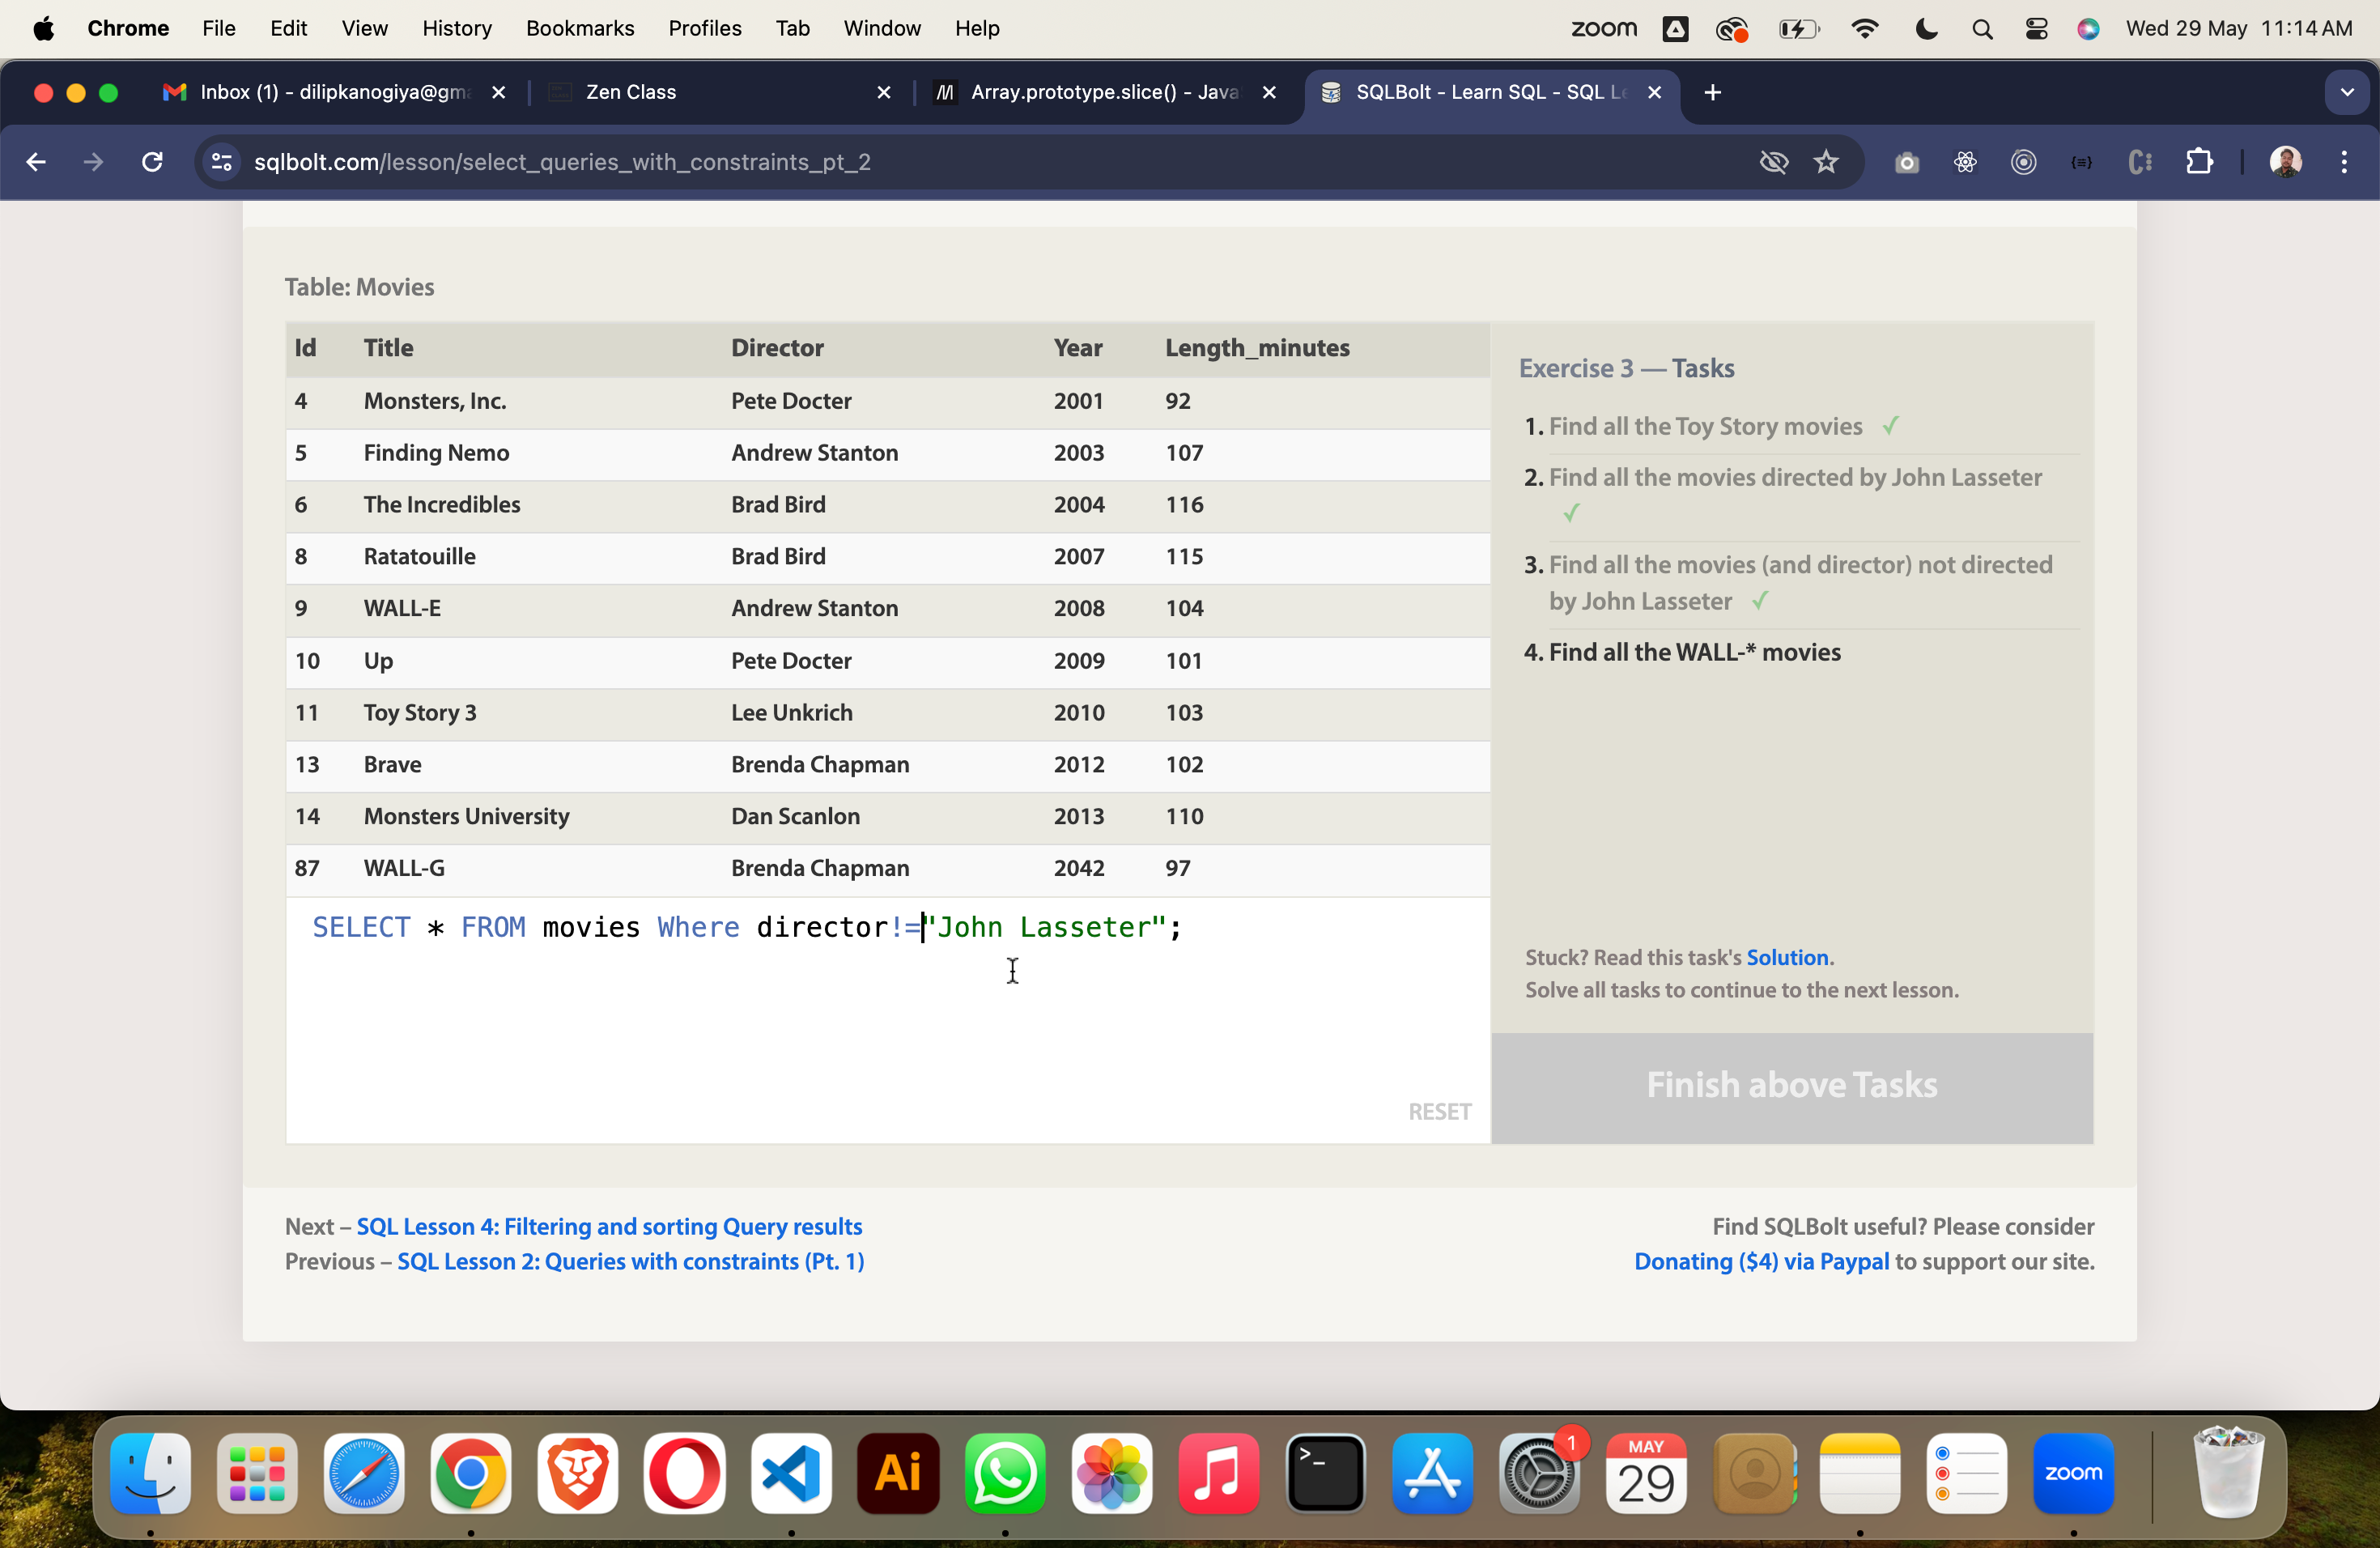 Chrome File Edit View History Bookmarks Profiles Tab Window Help zoom Wed 29 May 11:14 AM
Inbox (1) - dilipkanogiya@gma
Zen Class
Array.prototype.slice() - Java
SQLBolt - Learn SQL - SQL Le
sqlbolt.com/lesson/select_queries_with_constraints_pt_2
Table: Movies
Id Title Director Year Length_minutes
4 Monsters, Inc. Pete Docter 2001 92
5 Finding Nemo Andrew Stanton 2003 107
6 The Incredibles Brad Bird 2004 116
8 Ratatouille Brad Bird 2007 115
9 WALL-E Andrew Stanton 2008 104
10 Up Pete Docter 2009 101
11 Toy Story 3 Lee Unkrich 2010 103
13 Brave Brenda Chapman 2012 102
14 Monsters University Dan Scanlon 2013 110
87 WALL-G Brenda Chapman 2042 97
SELECT * FROM movies Where director!="John Lasseter";
RESET
Exercise 3 — Tasks
1. Find all the Toy Story movies ✓
2. Find all the movies directed by John Lasseter
✓
3. Find all the movies (and director) not directed
by John Lasseter ✓
4. Find all the WALL-* movies
Stuck? Read this task's Solution.
Solve all tasks to continue to the next lesson.
Finish above Tasks
Next – SQL Lesson 4: Filtering and sorting Query results
Previous – SQL Lesson 2: Queries with constraints (Pt. 1)
Find SQLBolt useful? Please consider
Donating ($4) via Paypal to support our site.
Ai
>_
1
MAY
29
zoom